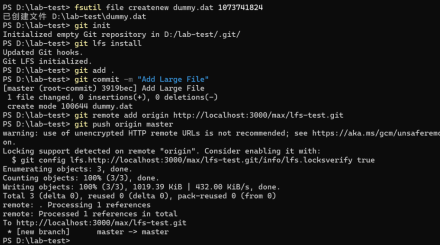 PS D:\lab-test> fsutil file createnew dummy.dat 1073741824
已创建文件 D:\lab-test\dummy.dat
PS D:\lab-test> git init
Initialized empty Git repository in D:/lab-test/.git/
PS D:\lab-test> git lfs install
Updated Git hooks.
Git LFS initialized.
PS D:\lab-test> git add .
PS D:\lab-test> git commit -m "Add Large File"
[master (root-commit) 3919bec] Add Large File
1 file changed, 0 insertions(+), 0 deletions(-)
create mode 100644 dummy.dat
PS D:\lab-test> git remote add origin http://localhost:3000/max/lfs-test.git
PS D:\lab-test> git push origin master
warning: use of unencrypted HTTP remote URLs is not recommended; see https://aka.ms/gcm/unsaferemo
on.
Locking support detected on remote "origin". Consider enabling it with:
$ git config lfs.http://localhost:3000/max/lfs-test.git/info/lfs.locksverify true
Enumerating objects: 3, done.
Counting objects: 100% (3/3), done.
Writing objects: 100% (3/3), 1019.39 KiB | 432.00 KiB/s, done.
Total 3 (delta 0), reused 0 (delta 0), pack-reused 0 (from 0)
remote: . Processing 1 references
remote: Processed 1 references in total
To http://localhost:3000/max/lfs-test.git
* [new branch] master -> master
PS D:\lab-test>